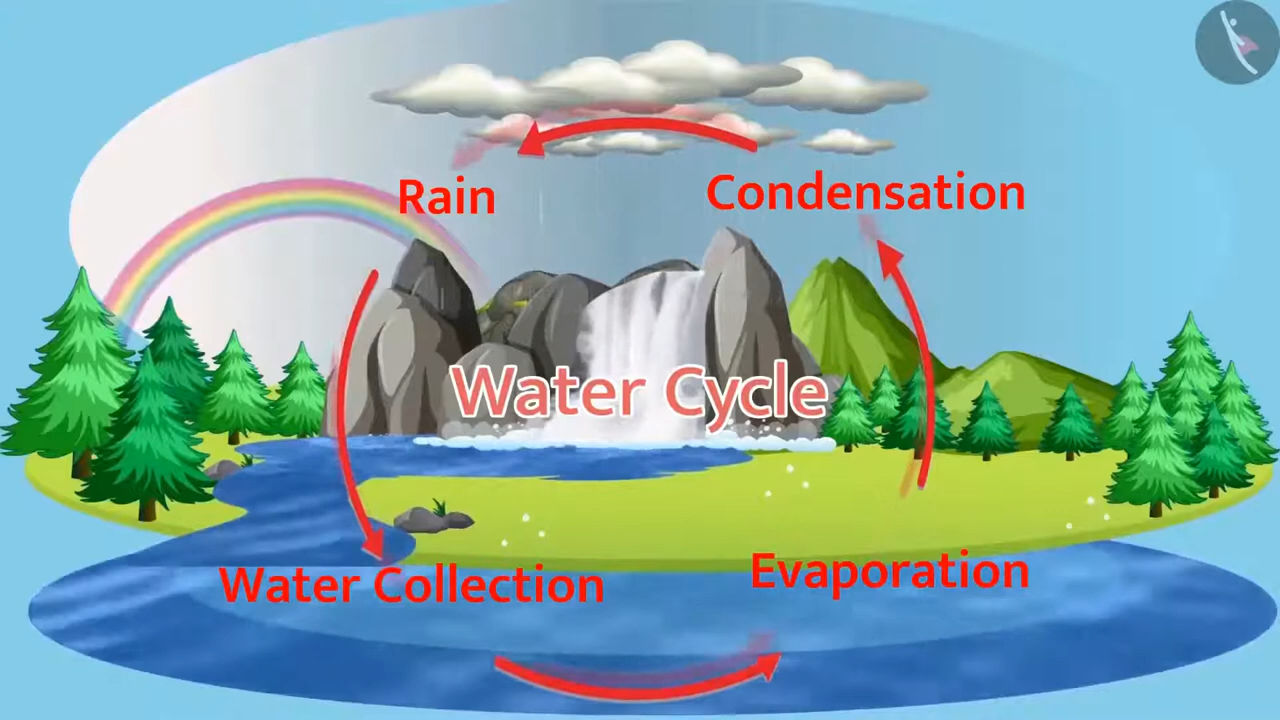 Rain
Condensation
Water Cycle
Water Collection
Evaporation